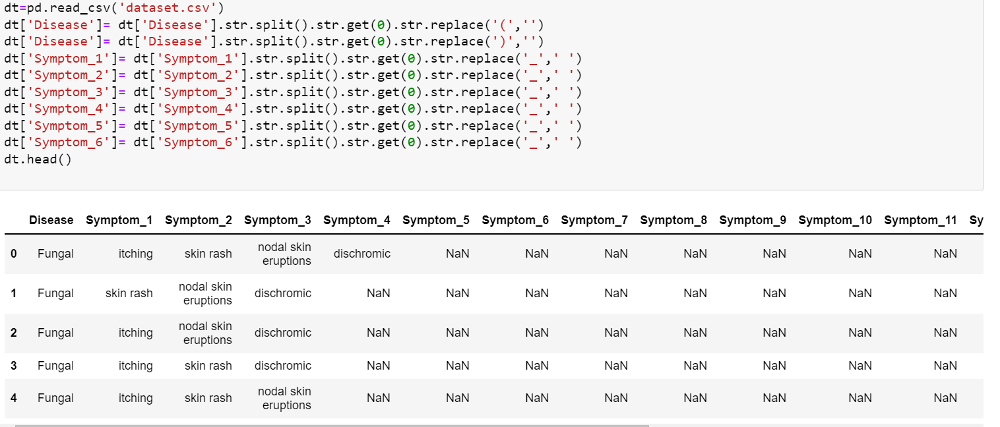 dt=pd.read_csv('dataset.csv')
dt['Disease']= dt['Disease'].str.split().str.get(0).str.replace('(','')
dt['Disease']= dt['Disease'].str.split().str.get(0).str.replace(')','')
dt['Symptom_1']= dt['Symptom_1'].str.split().str.get(0).str.replace('_',' ')
dt['Symptom_2']= dt['Symptom_2'].str.split().str.get(0).str.replace('_',' ')
dt['Symptom_3']= dt['Symptom_3'].str.split().str.get(0).str.replace('_',' ')
dt['Symptom_4']= dt['Symptom_4'].str.split().str.get(0).str.replace('_',' ')
dt['Symptom_5']= dt['Symptom_5'].str.split().str.get(0).str.replace('_',' ')
dt['Symptom_6']= dt['Symptom_6'].str.split().str.get(0).str.replace('_',' ')
dt.head()
Disease Symptom_1 Symptom_2 Symptom_3 Symptom_4 Symptom_5 Symptom_6 Symptom_7 Symptom_8 Symptom_9 Symptom_10 Symptom_11 Sy
0 Fungal itching skin rash nodal skin eruptions dischromic NaN NaN NaN NaN NaN NaN NaN
1 Fungal skin rash nodal skin eruptions dischromic NaN NaN NaN NaN NaN NaN NaN NaN
2 Fungal itching nodal skin eruptions dischromic NaN NaN NaN NaN NaN NaN NaN NaN
3 Fungal itching skin rash dischromic NaN NaN NaN NaN NaN NaN NaN NaN
4 Fungal itching skin rash nodal skin eruptions NaN NaN NaN NaN NaN NaN NaN NaN